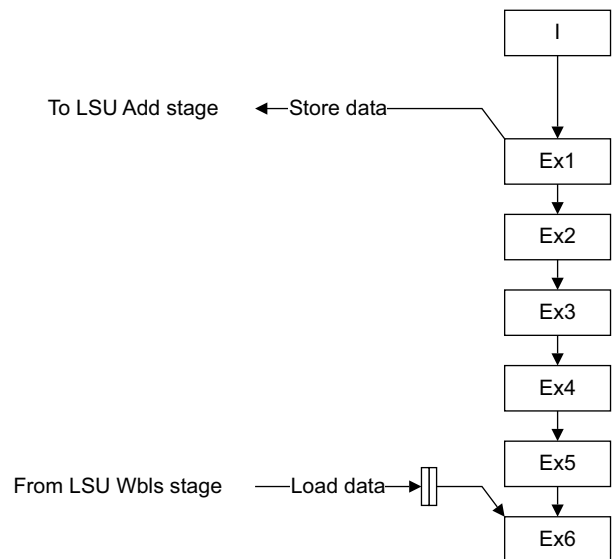 I
To LSU Add stage
Store data
Ex1
Ex2
Ex3
Ex4
Ex5
From LSU Wbls stage
Load data
Ex6